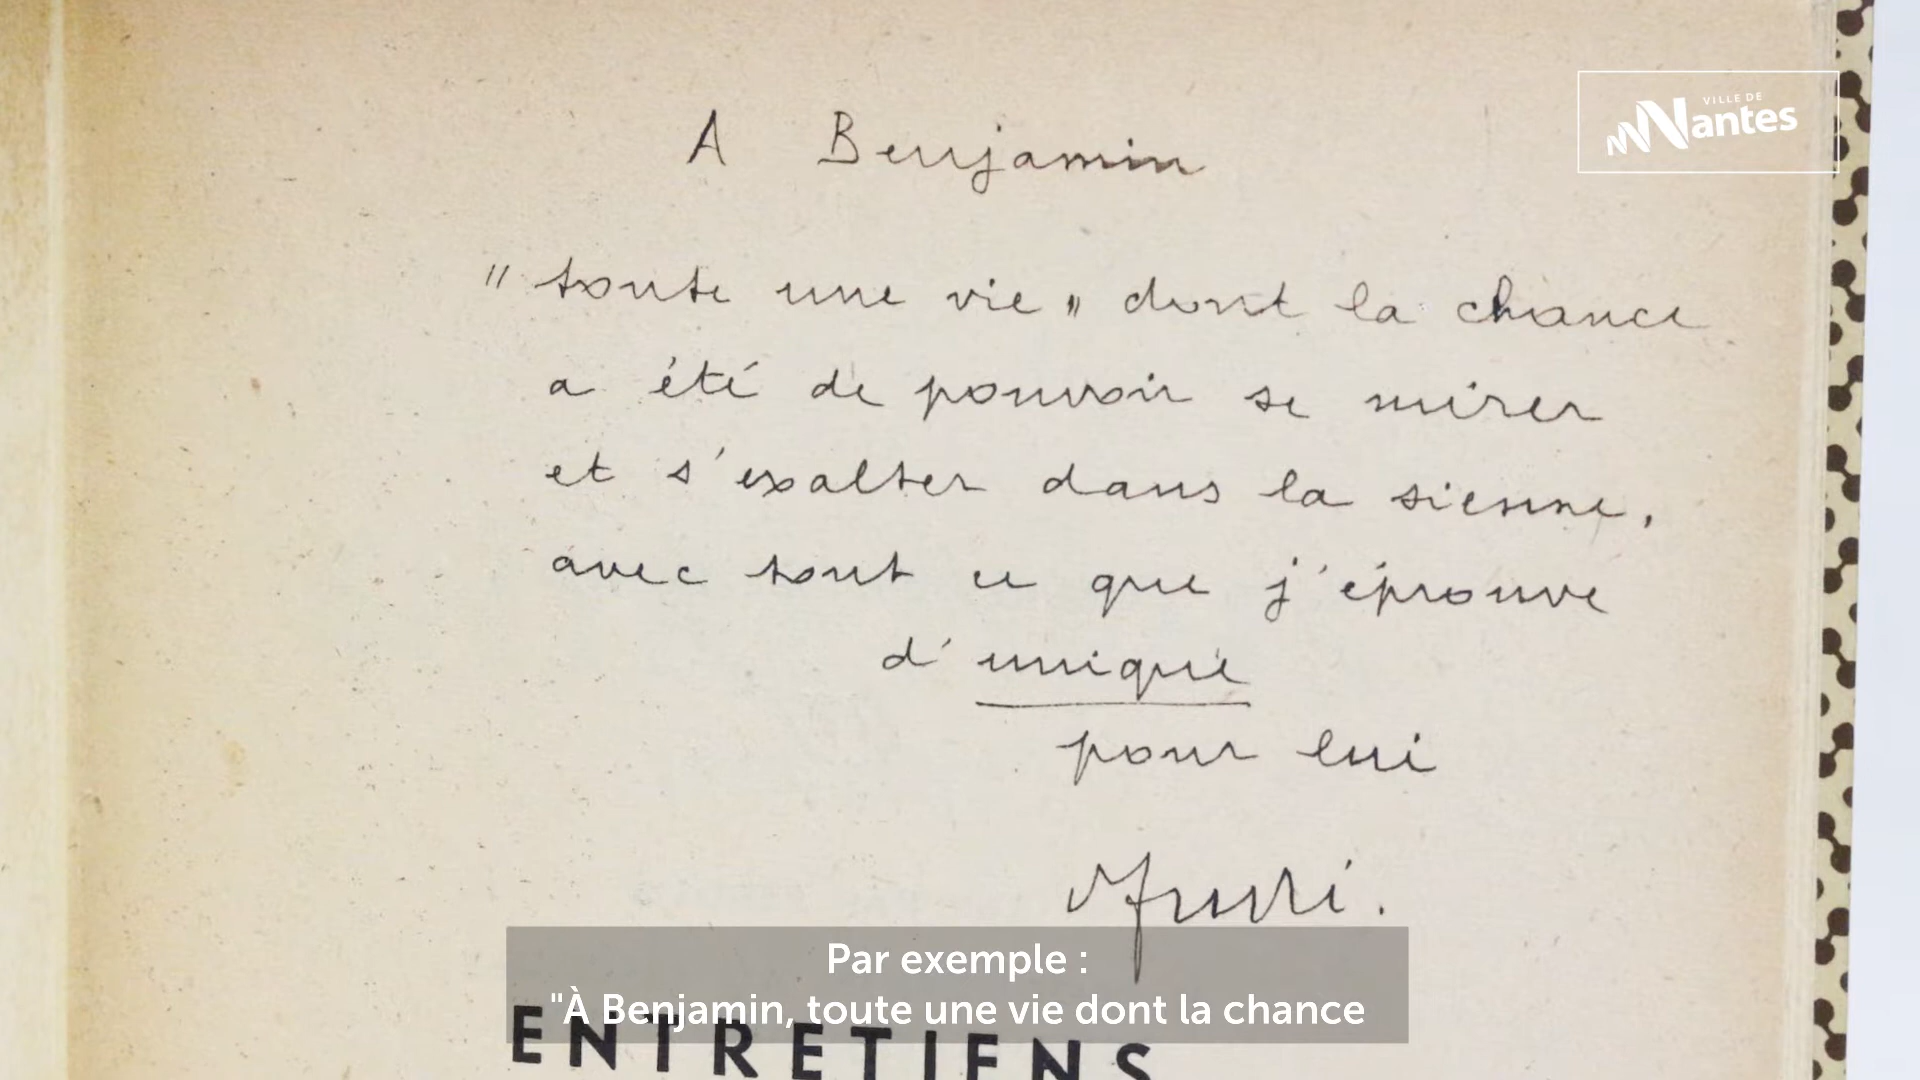 VILLE DE
Nantes
A Benjamin
" toute une vie " dont la chance
a été de pouvoir se mirer
et s'exalter dans la sienne,
avec tout ce que j'éprouve
d'unique
pour lui
Par exemple :
"À Benjamin, toute une vie dont la chance
ENTRETIENS